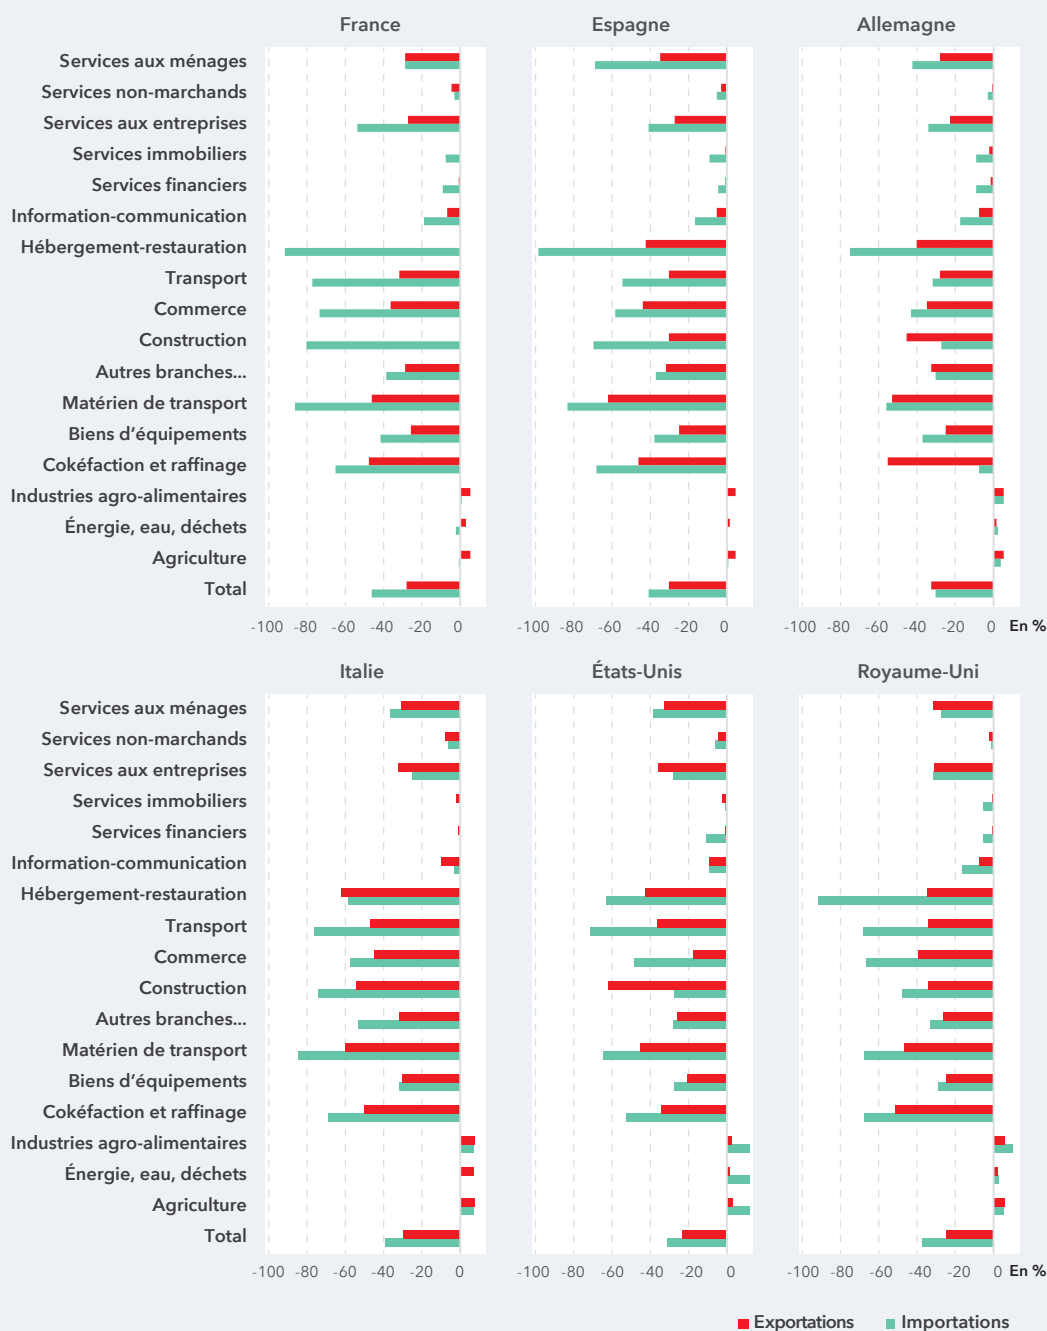 France Espagne Allemagne
Services aux ménages
Services non-marchands
Services aux entreprises
Services immobiliers
Services financiers
Information-communication
Hébergement-restauration
Transport
Commerce
Construction
Autres branches...
Matérien de transport
Biens d'équipements
Cokéfaction et raffinage
Industries agro-alimentaires
Énergie, eau, déchets
Agriculture
Total
-100 -80 -60 -40 -20 0 -100 -80 -60 -40 -20 0 -100 -80 -60 -40 -20 0 En %
Italie États-Unis Royaume-Uni
Services aux ménages
Services non-marchands
Services aux entreprises
Services immobiliers
Services financiers
Information-communication
Hébergement-restauration
Transport
Commerce
Construction
Autres branches...
Matérien de transport
Biens d'équipements
Cokéfaction et raffinage
Industries agro-alimentaires
Énergie, eau, déchets
Agriculture
Total
-100 -80 -60 -40 -20 0 -100 -80 -60 -40 -20 0 -100 -80 -60 -40 -20 0 En %
Exportations Importations